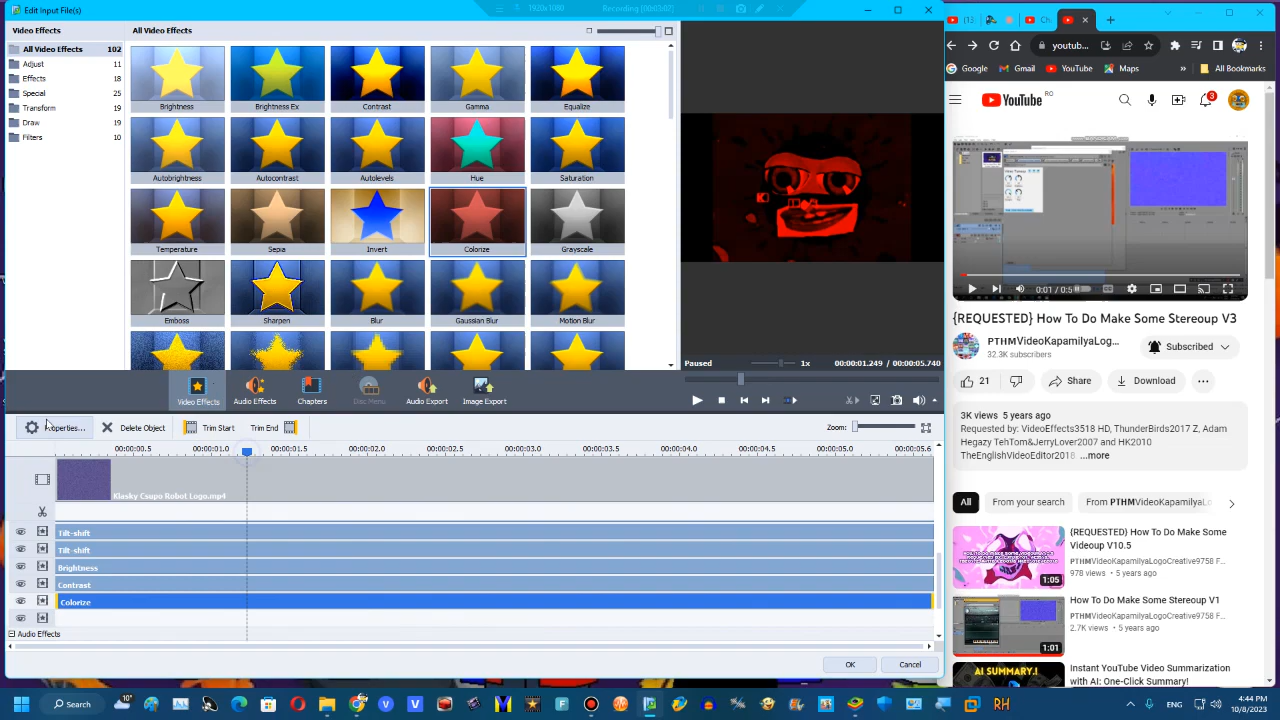 Edit Input File(s)
1920x1080
Recording [00:03:02]
Video Effects
All Video Effects 102
Adjust 11
Effects 18
Special 25
Transform 19
Draw 19
Filters 10
All Video Effects
Brightness
Brightness Ex
Contrast
Gamma
Equalize
Autobrightness
Autocontrast
Autolevels
Hue
Saturation
Temperature
Sepia
Invert
Colorize
Grayscale
Emboss
Sharpen
Blur
Gaussian Blur
Motion Blur
Paused
1x
00:00:01.249 / 00:00:05.740
Video Effects
Audio Effects
Chapters
Disc Menu
Audio Export
Image Export
Properties...
Delete Object
Trim Start
Trim End
Zoom:
00:00:00.5
00:00:01.0
00:00:01.5
00:00:02.0
00:00:02.5
00:00:03.0
00:00:03.5
00:00:04.0
00:00:04.5
00:00:05.0
00:00:5.6
Klasky Csupo Robot Logo.mp4
Tilt-shift
Tilt-shift
Brightness
Contrast
Colorize
Audio Effects
OK
Cancel
(13
Ch
youtub...
Google
Gmail
YouTube
Maps
»
All Bookmarks
YouTube
RO
3
0:01 / 0:5
{REQUESTED} How To Do Make Some Stereoup V3
PTHMVideoKapamilyaLog...
32.3K subscribers
Subscribed
21
Share
Download
...
3K views 5 years ago
Requested by: VideoEffects3518 HD, ThunderBirds2017 Z, Adam
Hegazy TehTom&JerryLover2007 and HK2010
TheEnglishVideoEditor2018 ...more
All
From your search
From PTHMVideoKapamilyaLo
{REQUESTED} How To Do Make Some
Videoup V10.5
PTHMVideoKapamilyaLogoCreative9758 F...
978 views • 5 years ago
1:05
How To Do Make Some Stereoup V1
PTHMVideoKapamilyaLogoCreative9758 F...
2.7K views • 5 years ago
1:01
Instant YouTube Video Summarization
with AI: One-Click Summary!
AI SUMMARY.I
Search
10°
ENG
4:44 PM
10/8/2023